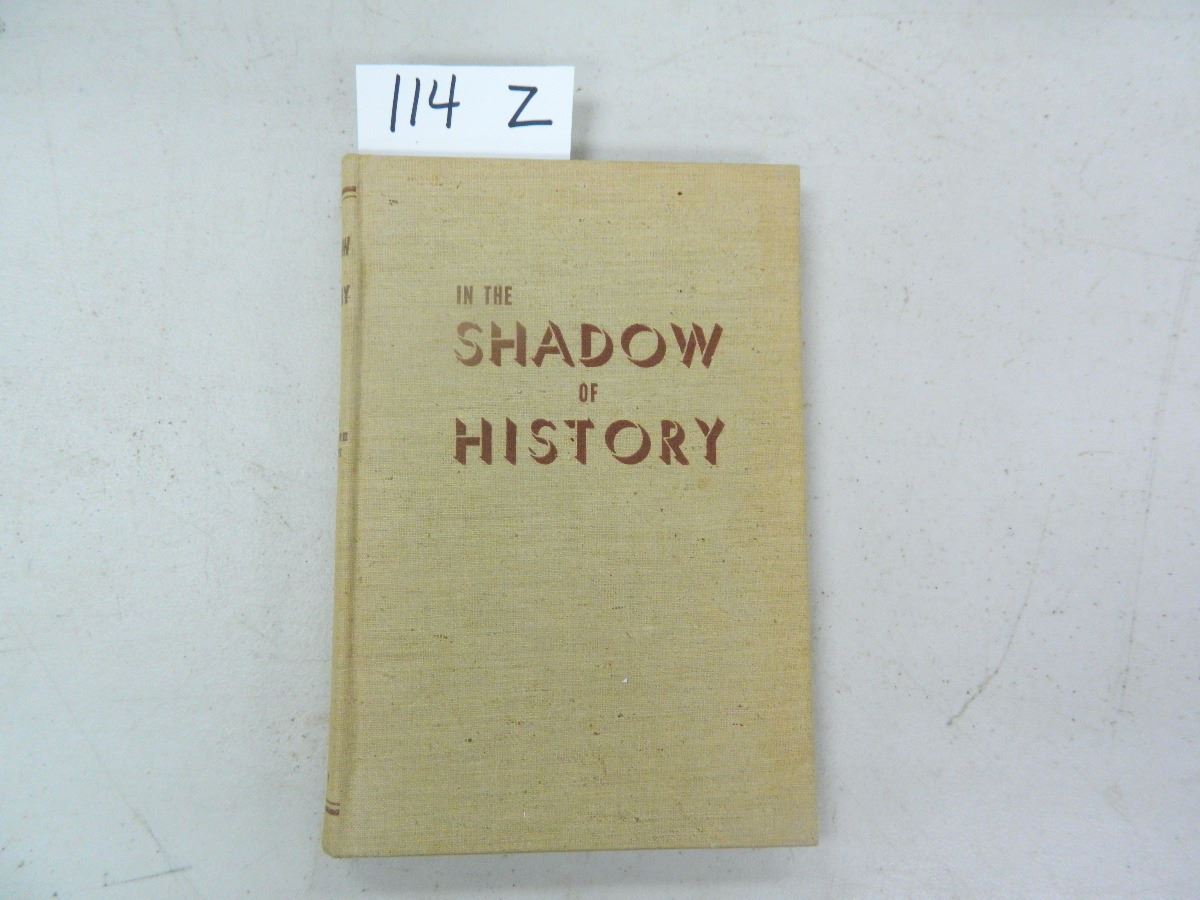 114 Z
IN THE
SHADOW
OF
HISTORY